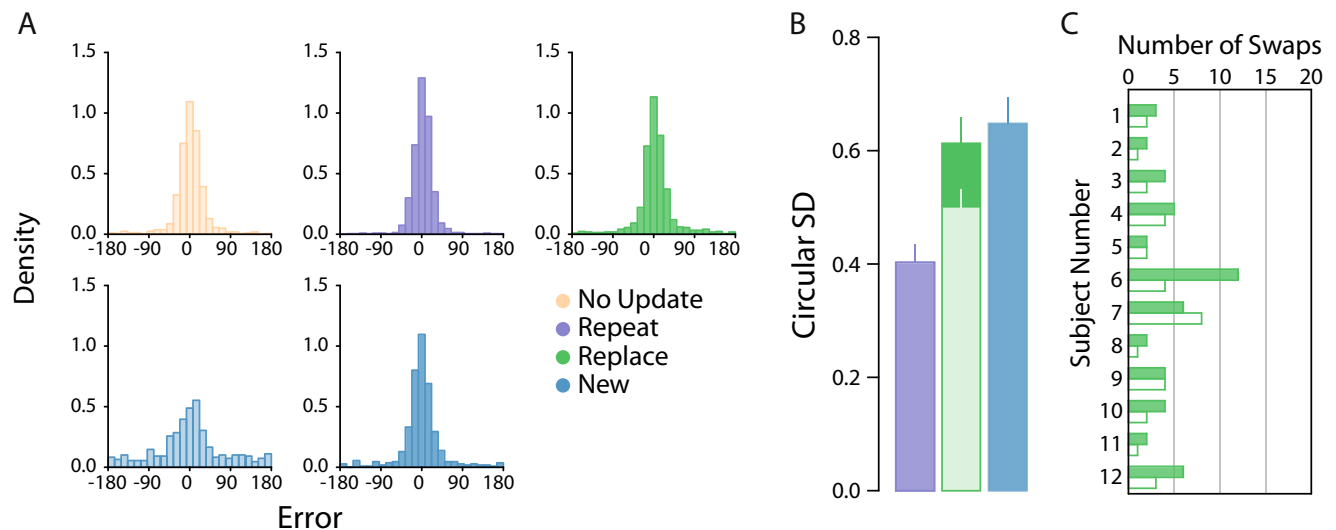 A
1.5
1.0
0.5
0.0
-180 -90 0 90 180
1.5
1.0
0.5
0.0
-180 -90 0 90 180
1.5
1.0
0.5
0.0
-180 -90 0 90 180
Density
1.5
1.0
0.5
0.0
-180 -90 0 90 180
1.5
1.0
0.5
0.0
-180 -90 0 90 180
Error
No Update
Repeat
Replace
New
B
Circular SD
0.8
0.6
0.4
0.2
0.0
C
Number of Swaps
0 5 10 15 20
Subject Number
1
2
3
4
5
6
7
8
9
10
11
12